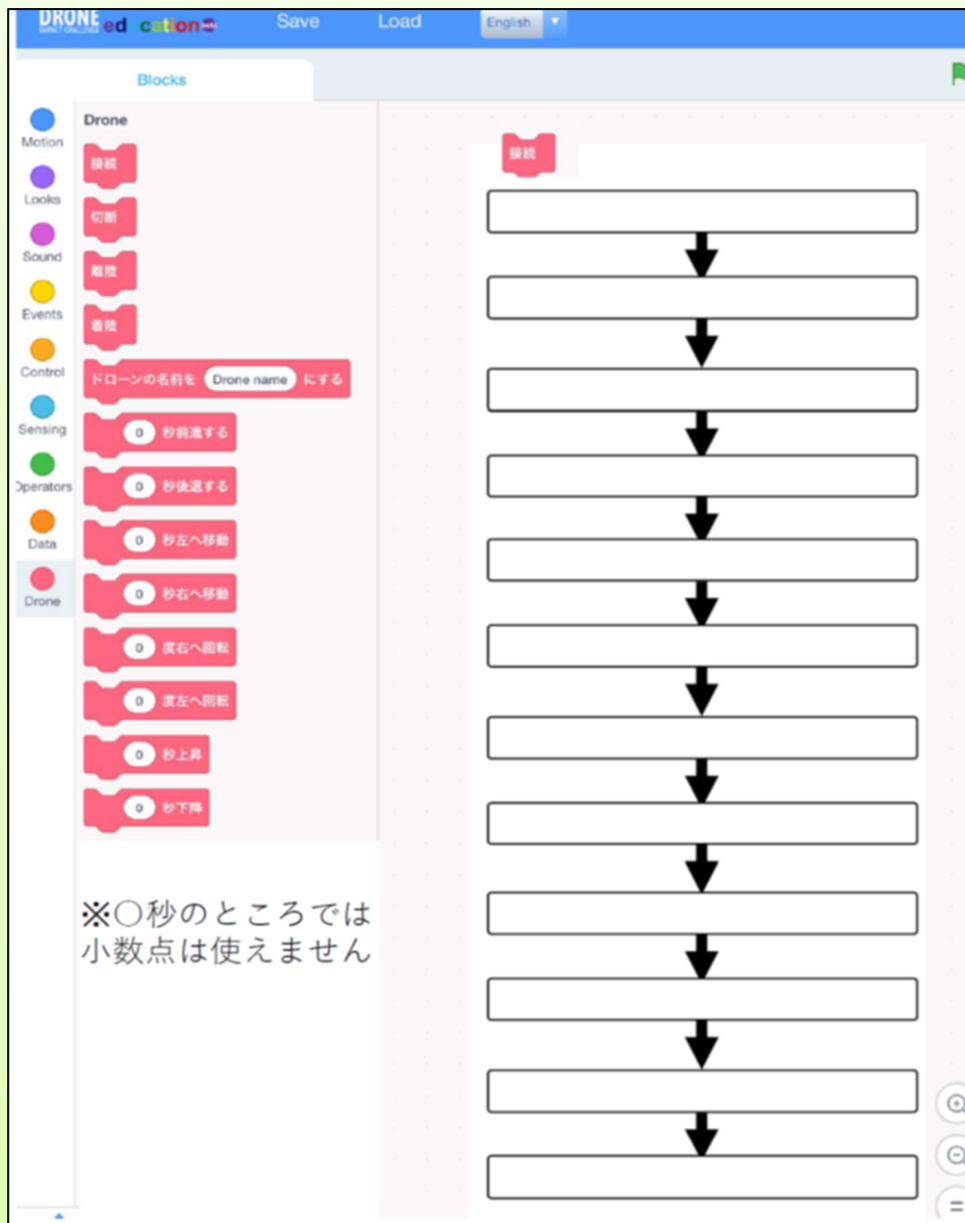 DRONE education beta
IMPACT CHALLENGE
Save
Load
English
Blocks
Motion
Looks
Sound
Events
Control
Sensing
Operators
Data
Drone
Drone
接続
切断
離陸
着陸
ドローンの名前を Drone name にする
0 秒前進する
0 秒後退する
0 秒左へ移動
0 秒右へ移動
0 度右へ回転
0 度左へ回転
0 秒上昇
0 秒下降
※〇秒のところでは
小数点は使えません
接続